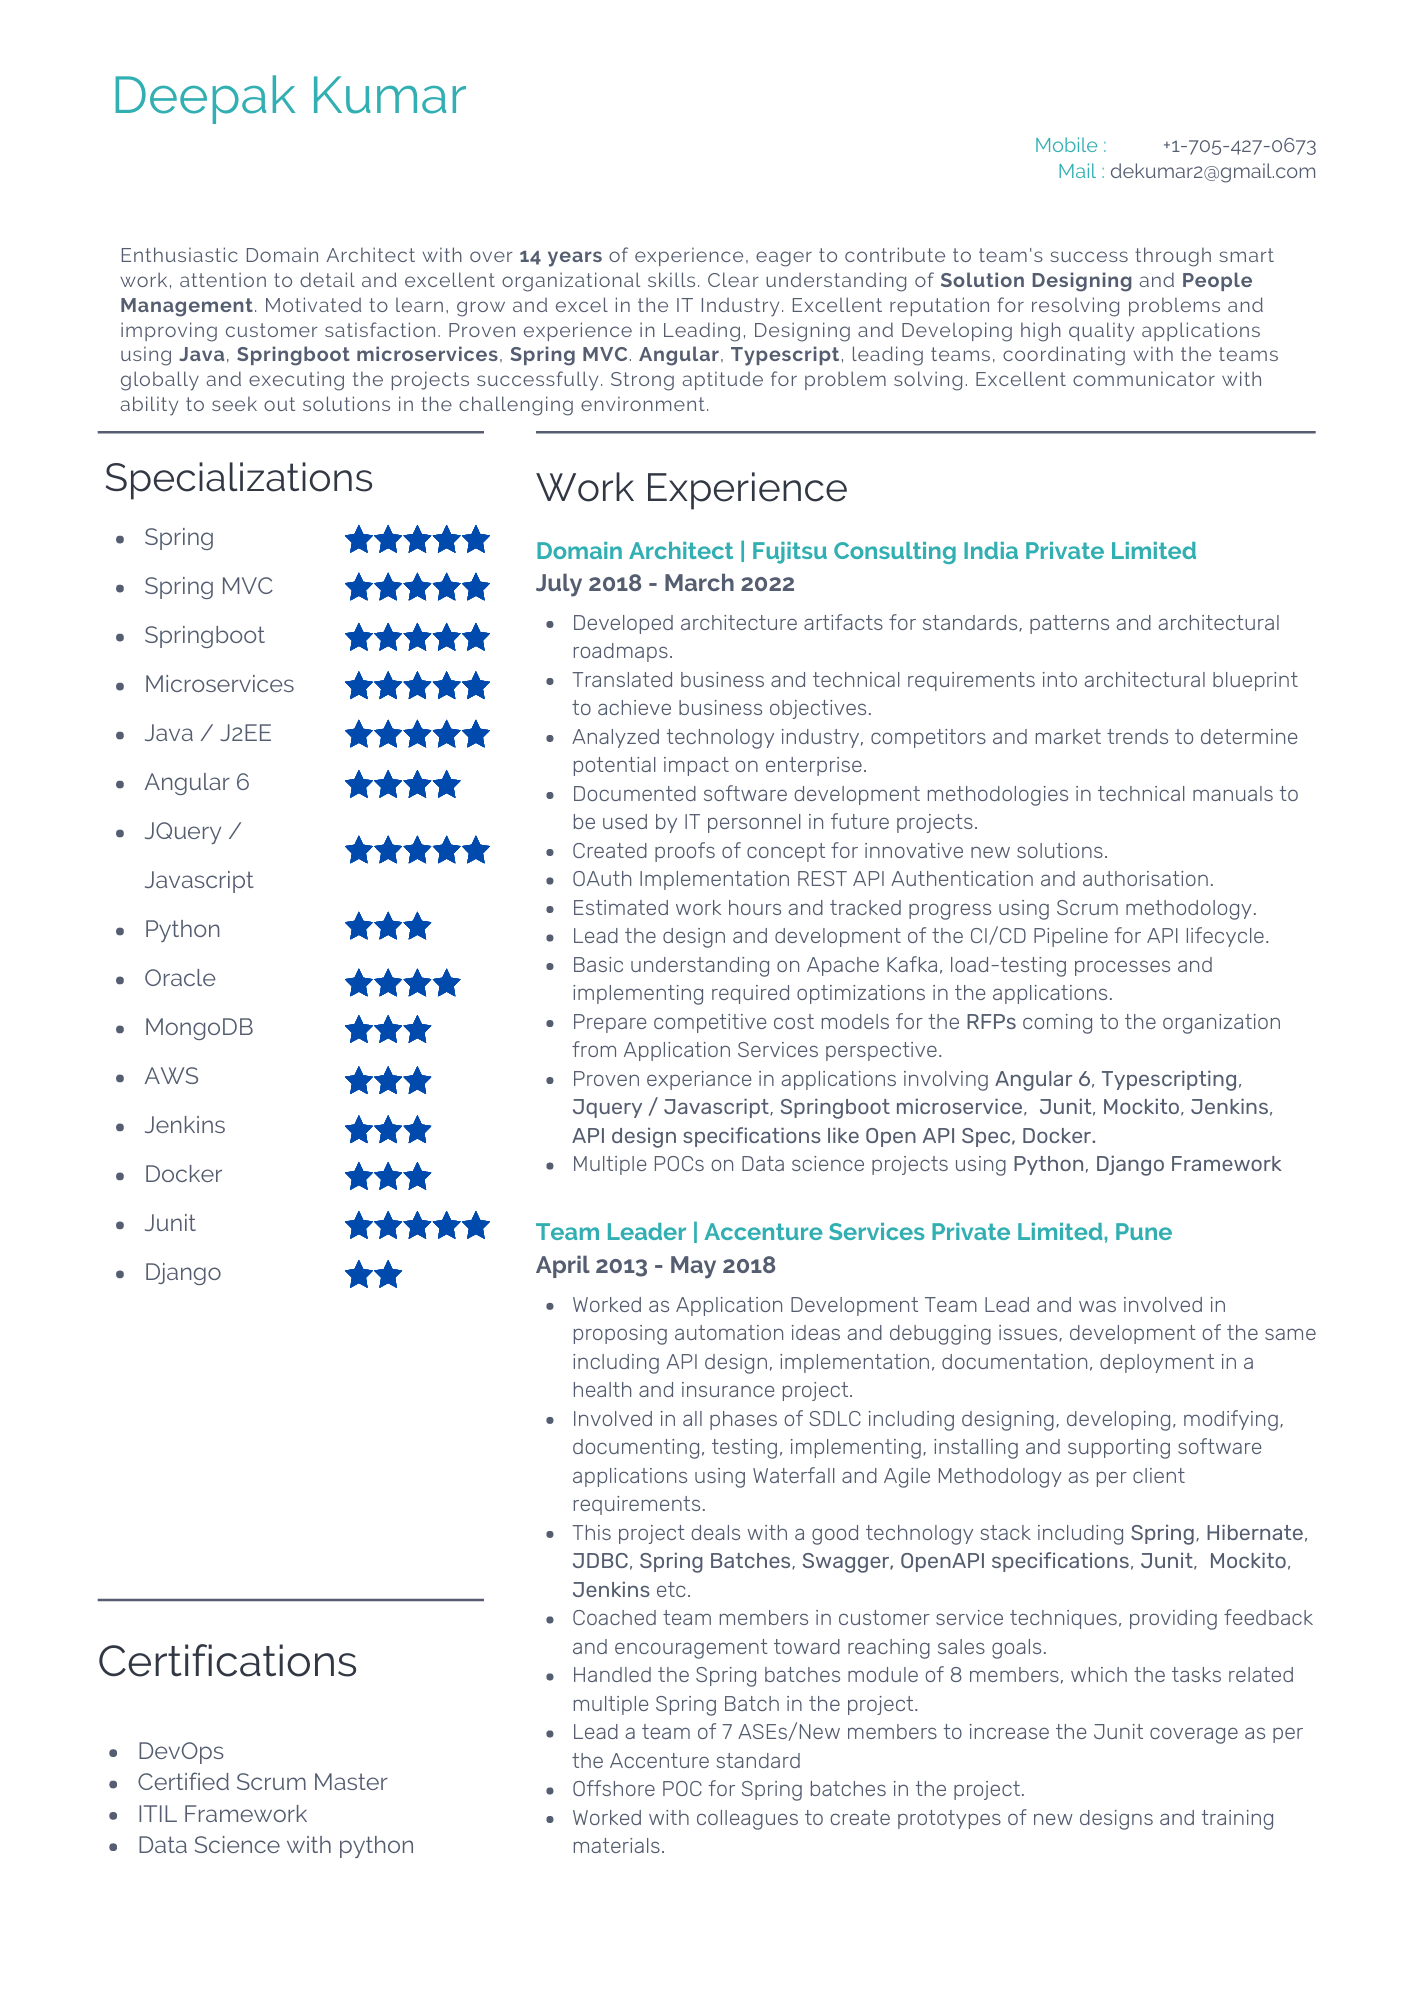 Deepak Kumar
Mobile : +1-705-427-0673
Mail : dekumar2@gmail.com
Enthusiastic Domain Architect with over 14 years of experience, eager to contribute to team's success through smart
work, attention to detail and excellent organizational skills. Clear understanding of Solution Designing and People
Management. Motivated to learn, grow and excel in the IT Industry. Excellent reputation for resolving problems and
improving customer satisfaction. Proven experience in Leading, Designing and Developing high quality applications
using Java, Springboot microservices, Spring MVC, Angular, Typescript, leading teams, coordinating with the teams
globally and executing the projects successfully. Strong aptitude for problem solving. Excellent communicator with
ability to seek out solutions in the challenging environment.
Specializations
• Spring
• Spring MVC
• Springboot
• Microservices
• Java / J2EE
• Angular 6
• JQuery /
Javascript
• Python
• Oracle
• MongoDB
• AWS
• Jenkins
• Docker
• Junit
• Django
Certifications
• DevOps
• Certified Scrum Master
• ITIL Framework
• Data Science with python
Work Experience
Domain Architect | Fujitsu Consulting India Private Limited
July 2018 - March 2022
• Developed architecture artifacts for standards, patterns and architectural
roadmaps.
• Translated business and technical requirements into architectural blueprint
to achieve business objectives.
• Analyzed technology industry, competitors and market trends to determine
potential impact on enterprise.
• Documented software development methodologies in technical manuals to
be used by IT personnel in future projects.
• Created proofs of concept for innovative new solutions.
• OAuth Implementation REST API Authentication and authorisation.
• Estimated work hours and tracked progress using Scrum methodology.
• Lead the design and development of the CI/CD Pipeline for API lifecycle.
• Basic understanding on Apache Kafka, load-testing processes and
implementing required optimizations in the applications.
• Prepare competitive cost models for the RFPs coming to the organization
from Application Services perspective.
• Proven experiance in applications involving Angular 6, Typescripting,
Jquery / Javascript, Springboot microservice, Junit, Mockito, Jenkins,
API design specifications like Open API Spec, Docker.
• Multiple POCs on Data science projects using Python, Django Framework
Team Leader | Accenture Services Private Limited, Pune
April 2013 - May 2018
• Worked as Application Development Team Lead and was involved in
proposing automation ideas and debugging issues, development of the same
including API design, implementation, documentation, deployment in a
health and insurance project.
• Involved in all phases of SDLC including designing, developing, modifying,
documenting, testing, implementing, installing and supporting software
applications using Waterfall and Agile Methodology as per client
requirements.
• This project deals with a good technology stack including Spring, Hibernate,
JDBC, Spring Batches, Swagger, OpenAPI specifications, Junit, Mockito,
Jenkins etc.
• Coached team members in customer service techniques, providing feedback
and encouragement toward reaching sales goals.
• Handled the Spring batches module of 8 members, which the tasks related
multiple Spring Batch in the project.
• Lead a team of 7 ASEs/New members to increase the Junit coverage as per
the Accenture standard
• Offshore POC for Spring batches in the project.
• Worked with colleagues to create prototypes of new designs and training
materials.